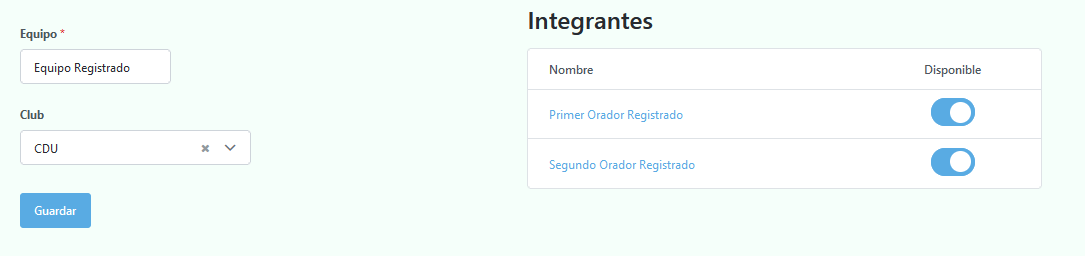 Equipo *
Equipo Registrado
Club
CDU
Guardar
Integrantes
Nombre Disponible
Primer Orador Registrado
Segundo Orador Registrado